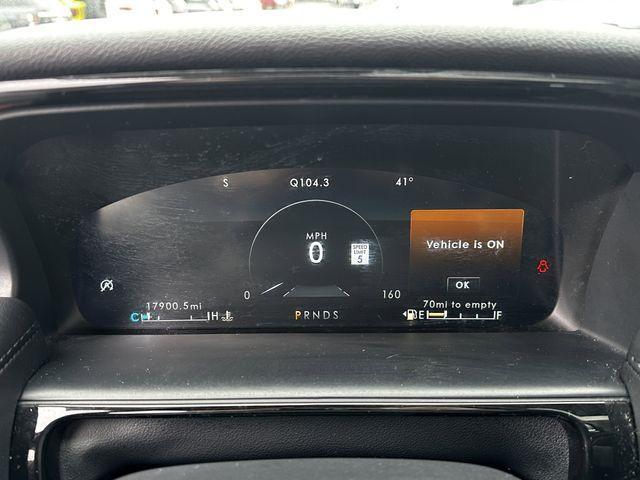 S Q104.3 41°
MPH
0
SPEED
LIMIT
5
Vehicle is ON
OK
0 160
17900.5mi
70mi to empty
C H
PRNDS
E F